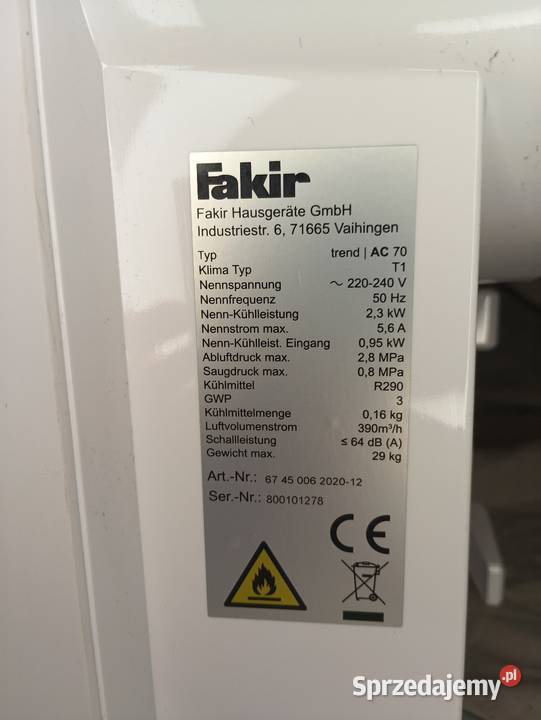 Fakir
Fakir Hausgeräte GmbH
Industriestr. 6, 71665 Vaihingen
Typ trend | AC 70
Klima Typ T1
Nennspannung ~ 220-240 V
Nennfrequenz 50 Hz
Nenn-Kühlleistung 2,3 kW
Nennstrom max. 5,6 A
Nenn-Kühlleist. Eingang 0,95 kW
Abluftdruck max. 2,8 MPa
Saugdruck max. 0,8 MPa
Kühlmittel R290
GWP 3
Kühlmittelmenge 0,16 kg
Luftvolumenstrom 390m³/h
Schallleistung ≤ 64 dB (A)
Gewicht max. 29 kg
Art.-Nr.: 67 45 006 2020-12
Ser.-Nr.: 800101278
CE
Sprzedajemy.pl